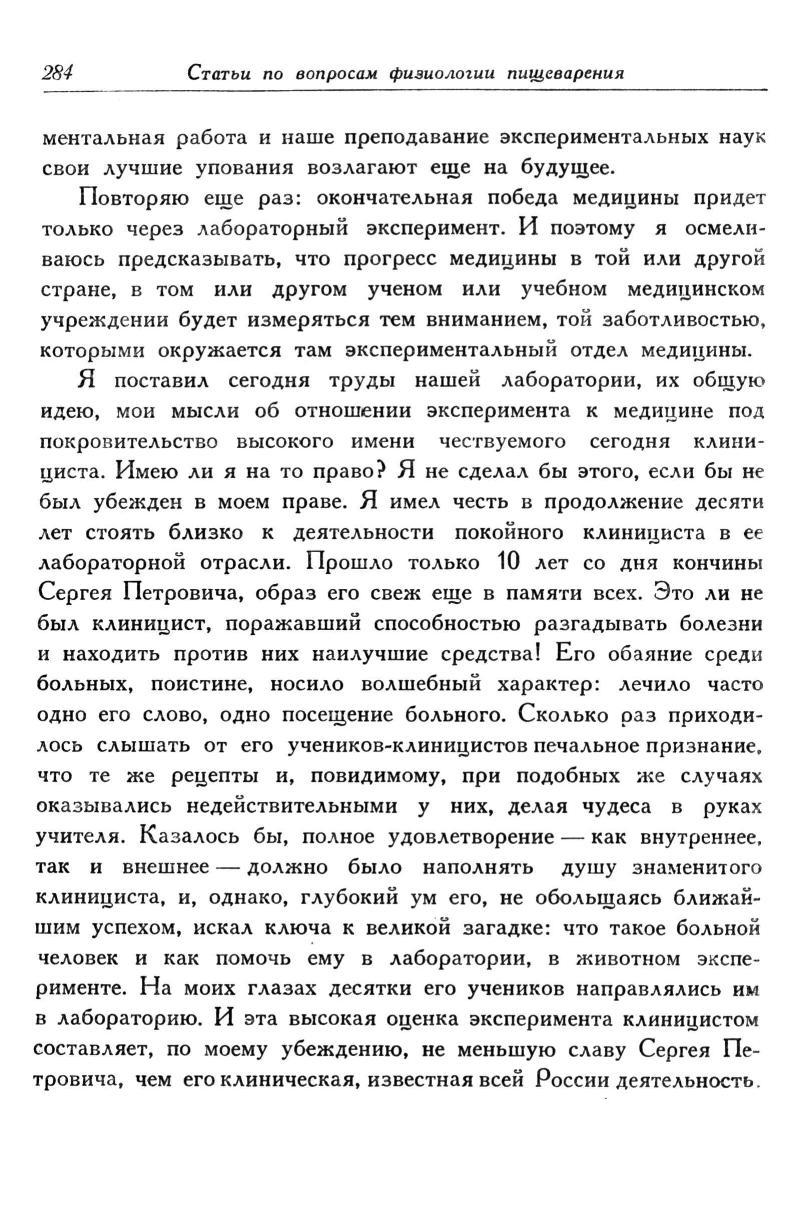 284 Статьи по вопросам физиологии пищеварения
ментальная работа и наше преподавание экспериментальных наук
свои лучшие упования возлагают еще на будущее.
Повторяю еще раз: окончательная победа медицины придет
только через лабораторный эксперимент. И поэтому я осмели-
ваюсь предсказывать, что прогресс медицины в той или другой
стране, в том или другом ученом или учебном медицинском
учреждении будет измеряться тем вниманием, той заботливостью,
которыми окружается там экспериментальный отдел медицины.
Я поставил сегодня труды нашей лаборатории, их общую
идею, мои мысли об отношении эксперимента к медицине под
покровительство высокого имени чествуемого сегодня клини-
циста. Имею ли я на то право? Я не сделал бы этого, если бы не
был убежден в моем праве. Я имел честь в продолжение десяти
лет стоять близко к деятельности покойного клинициста в ее
лабораторной отрасли. Прошло только 10 лет со дня кончины
Сергея Петровича, образ его свеж еще в памяти всех. Это ли не
был клиницист, поражавший способностью разгадывать болезни
и находить против них наилучшие средства! Его обаяние среди
больных, поистине, носило волшебный характер: лечило часто
одно его слово, одно посещение больного. Сколько раз приходи-
лось слышать от его учеников-клиницистов печальное признание,
что те же рецепты и, повидимому, при подобных же случаях
оказывались недействительными у них, делая чудеса в руках
учителя. Казалось бы, полное удовлетворение — как внутреннее,
так и внешнее — должно было наполнять душу знаменитого
клинициста, и, однако, глубокий ум его, не обольщаясь ближай-
шим успехом, искал ключа к великой загадке: что такое больной
человек и как помочь ему в лаборатории, в животном экспе-
рименте. На моих глазах десятки его учеников направлялись им
в лабораторию. И эта высокая оценка эксперимента клиницистом
составляет, по моему убеждению, не меньшую славу Сергея Пе-
тровича, чем его клиническая, известная всей России деятельность.